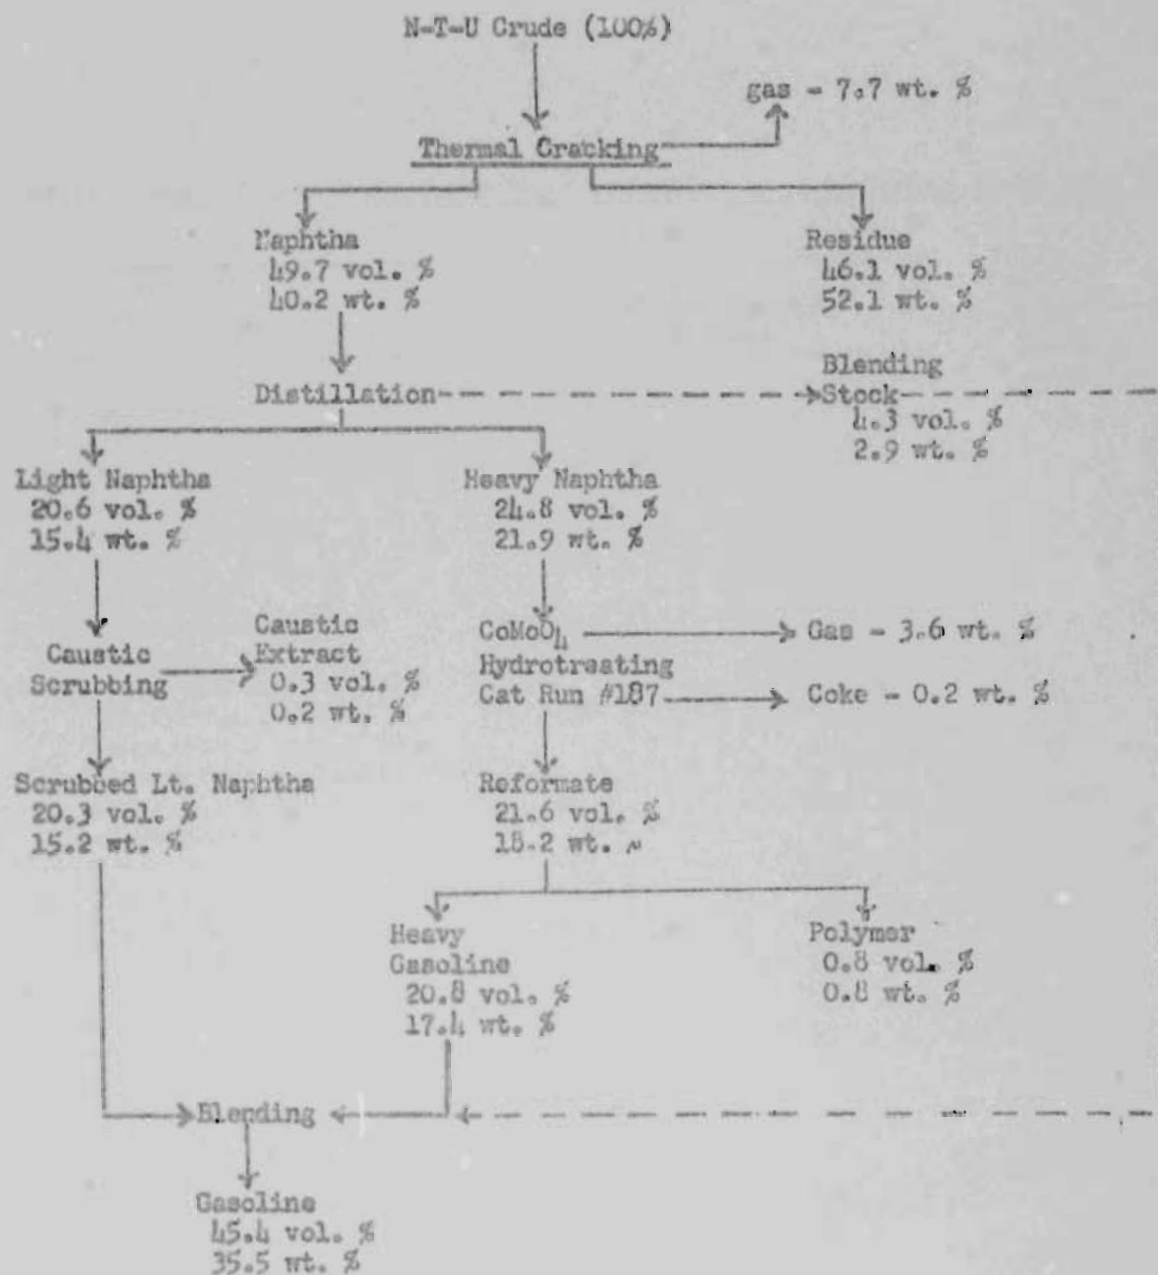 N-T-U Crude (100%)
gas - 7.7 wt. %
Thermal Cracking
Naphtha
49.7 vol. %
40.2 wt. %
Residue
46.1 vol. %
52.1 wt. %
Distillation
Blending
Stock
4.3 vol. %
2.9 wt. %
Light Naphtha
20.6 vol. %
15.4 wt. %
Heavy Naphtha
24.8 vol. %
21.9 wt. %
Caustic
Scrubbing
Caustic
Extract
0.3 vol. %
0.2 wt. %
CoMoO4
Hydrotreating
Cat Run #187
Gas - 3.6 wt. %
Coke - 0.2 wt. %
Scrubbed Lt. Naphtha
20.3 vol. %
15.2 wt. %
Reformate
21.6 vol. %
18.2 wt. %
Heavy
Gasoline
20.8 vol. %
17.4 wt. %
Polymer
0.8 vol. %
0.8 wt. %
Blending
Gasoline
45.4 vol. %
35.5 wt. %